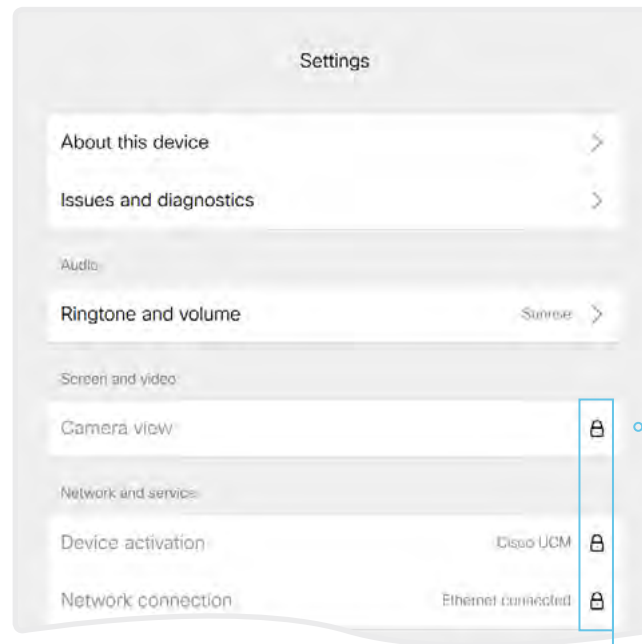 Settings
About this device
Issues and diagnostics
Audio
Ringtone and volume Sunrise
Screen and video
Camera view
Network and service
Device activation Cisco UCM
Network connection Ethernet connected